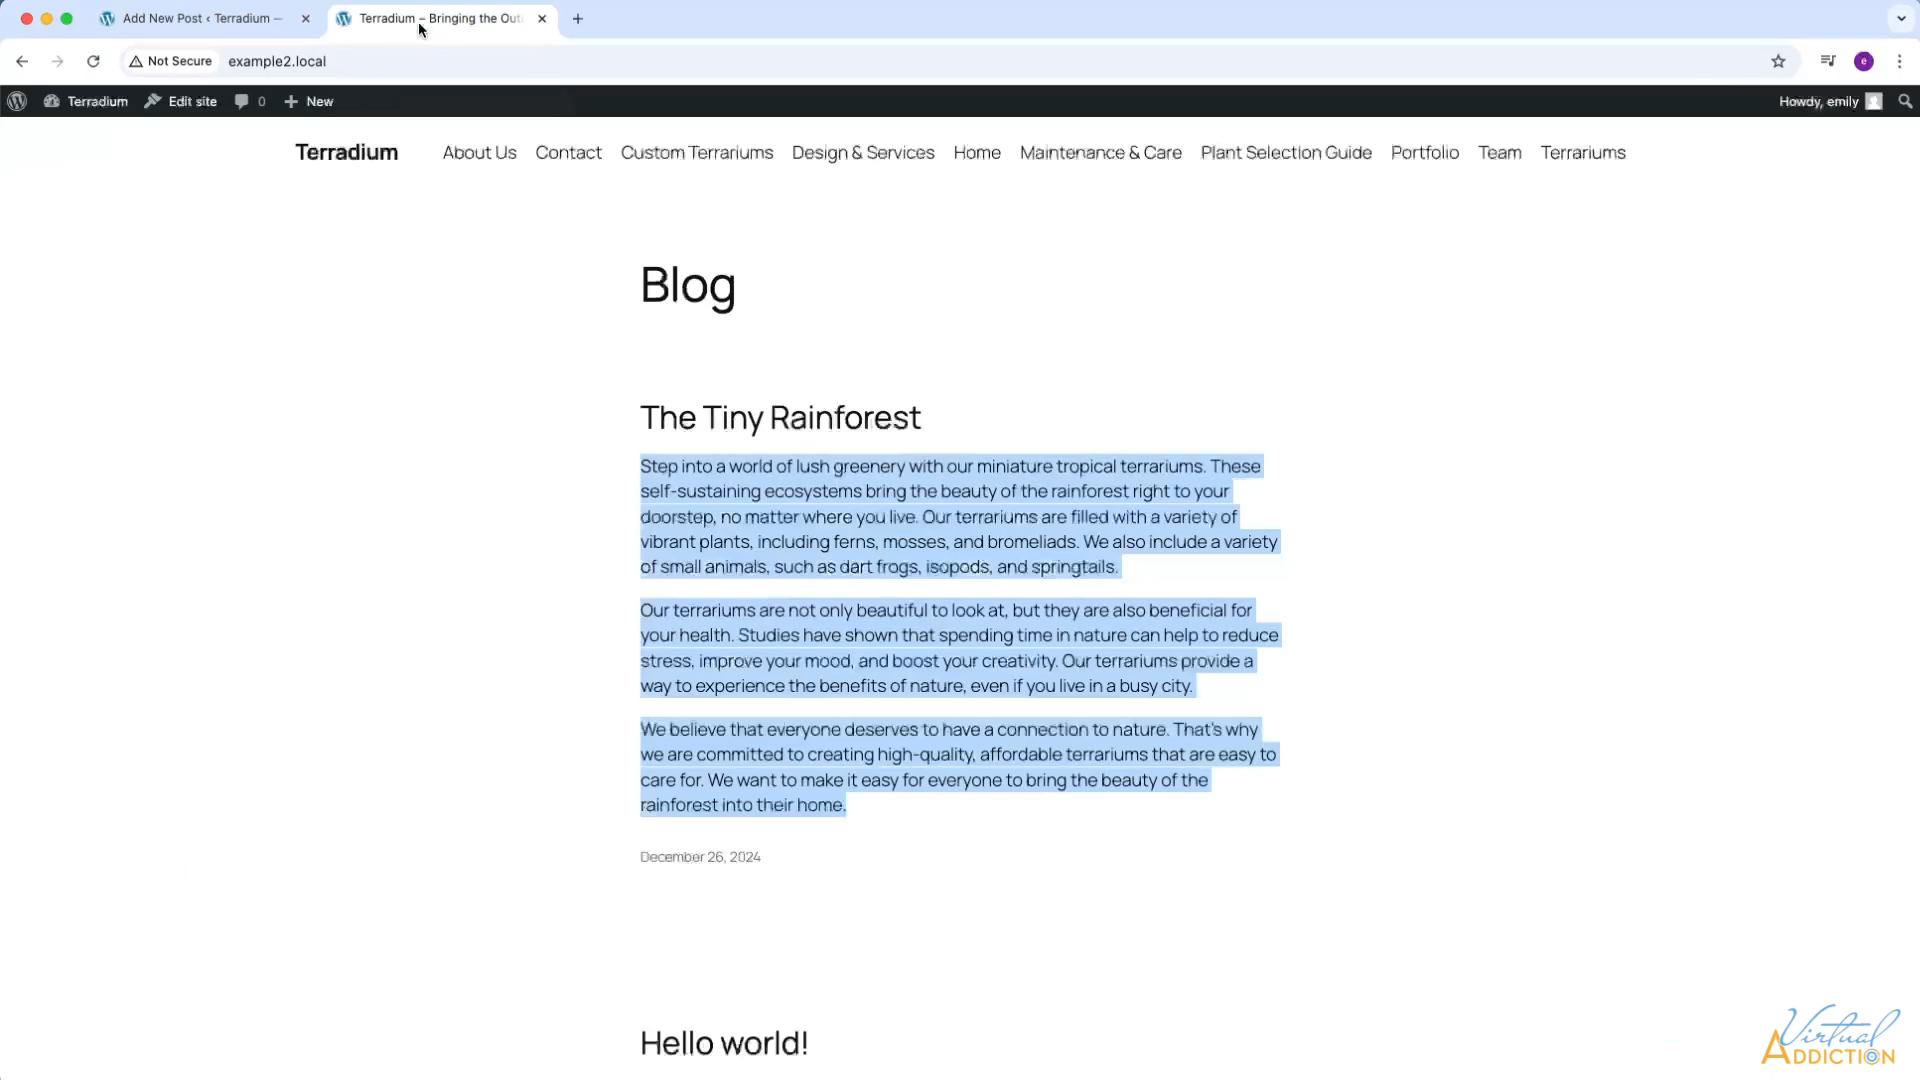 Add New Post ‹ Terradium —
Terradium – Bringing the Out
Not Secure
example2.local
e
Terradium
Edit site
0
New
Howdy, emily
Terradium
About Us
Contact
Custom Terrariums
Design & Services
Home
Maintenance & Care
Plant Selection Guide
Portfolio
Team
Terrariums
Blog
The Tiny Rainforest
Step into a world of lush greenery with our miniature tropical terrariums. These
self-sustaining ecosystems bring the beauty of the rainforest right to your
doorstep, no matter where you live. Our terrariums are filled with a variety of
vibrant plants, including ferns, mosses, and bromeliads. We also include a variety
of small animals, such as dart frogs, isopods, and springtails.
Our terrariums are not only beautiful to look at, but they are also beneficial for
your health. Studies have shown that spending time in nature can help to reduce
stress, improve your mood, and boost your creativity. Our terrariums provide a
way to experience the benefits of nature, even if you live in a busy city.
We believe that everyone deserves to have a connection to nature. That's why
we are committed to creating high-quality, affordable terrariums that are easy to
care for. We want to make it easy for everyone to bring the beauty of the
rainforest into their home.
December 26, 2024
Hello world!
Virtual
ADDICTION